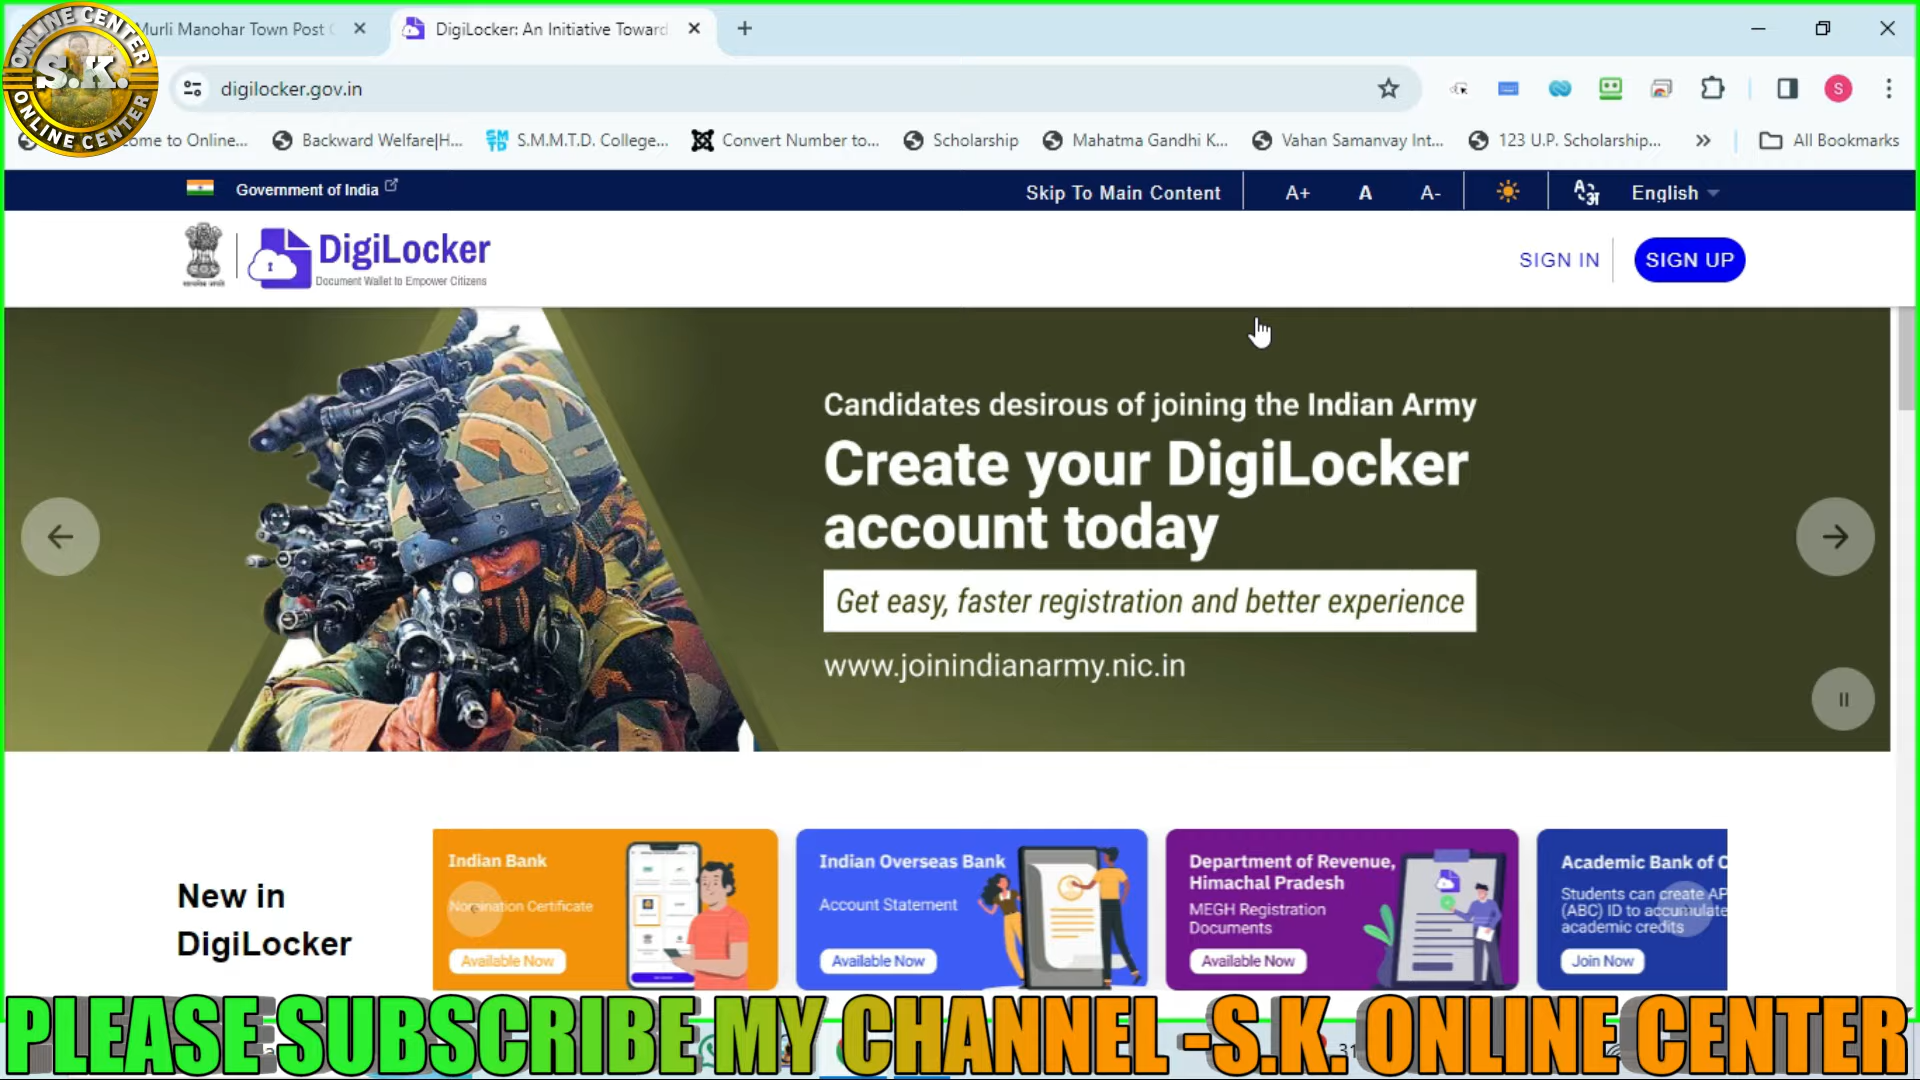 Murli Manohar Town Post
DigiLocker: An Initiative Toward
ONLINE CENTER
S.K.
ONLINE CENTER
digilocker.gov.in
ome to Online...
Backward Welfare|H...
S.M.M.T.D. College...
Convert Number to...
Scholarship
Mahatma Gandhi K...
Vahan Samanvay Int...
123 U.P. Scholarship...
All Bookmarks
Government of India
Skip To Main Content
A+
A
A-
English
DigiLocker
Document Wallet to Empower Citizens
SIGN IN
SIGN UP
Candidates desirous of joining the Indian Army
Create your DigiLocker
account today
Get easy, faster registration and better experience
www.joinindianarmy.nic.in
New in
DigiLocker
Indian Bank
Nomination Certificate
Available Now
Indian Overseas Bank
Account Statement
Available Now
Department of Revenue,
Himachal Pradesh
MEGH Registration
Documents
Available Now
Academic Bank of C
Students can create AP
(ABC) ID to accumulate
academic credits
Join Now
PLEASE SUBSCRIBE MY CHANNEL -S.K. ONLINE CENTER